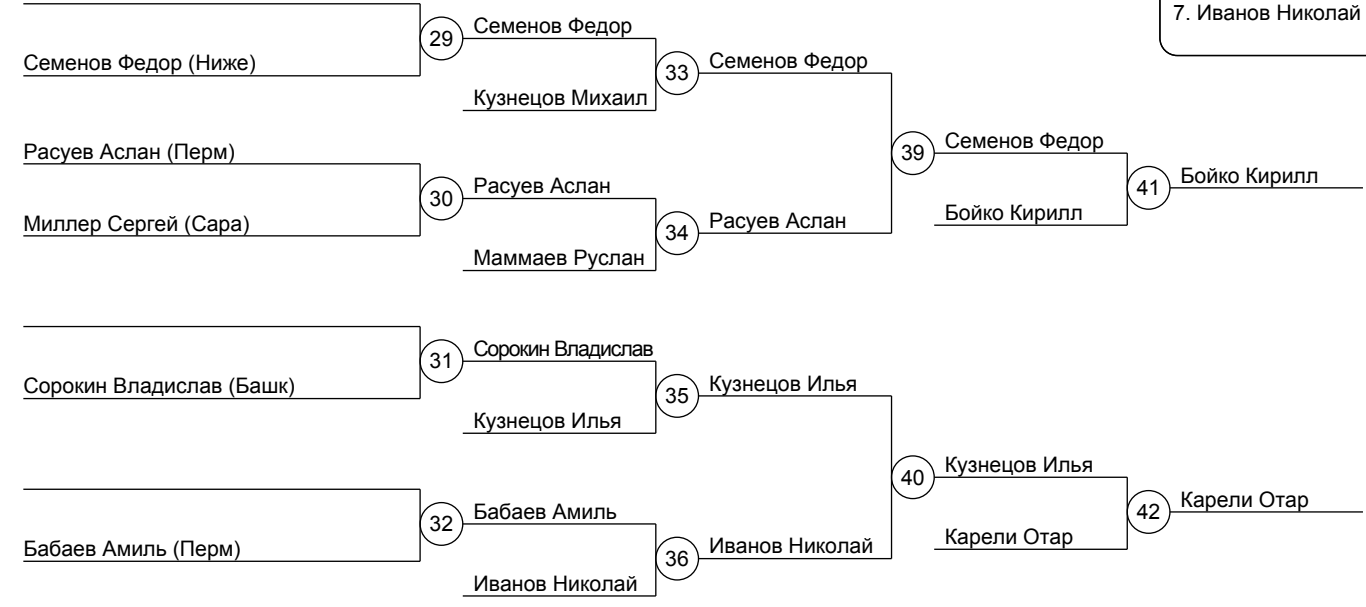 7. Иванов Николай
29
Семенов Федор
Семенов Федор (Ниже)
33
Семенов Федор
Кузнецов Михаил
Расуев Аслан (Перм)
39
Семенов Федор
30
Расуев Аслан
41
Бойко Кирилл
Миллер Сергей (Сара)
34
Расуев Аслан
Бойко Кирилл
Маммаев Руслан
31
Сорокин Владислав
Сорокин Владислав (Башк)
35
Кузнецов Илья
Кузнецов Илья
40
Кузнецов Илья
32
Бабаев Амиль
42
Карели Отар
Бабаев Амиль (Перм)
36
Иванов Николай
Карели Отар
Иванов Николай